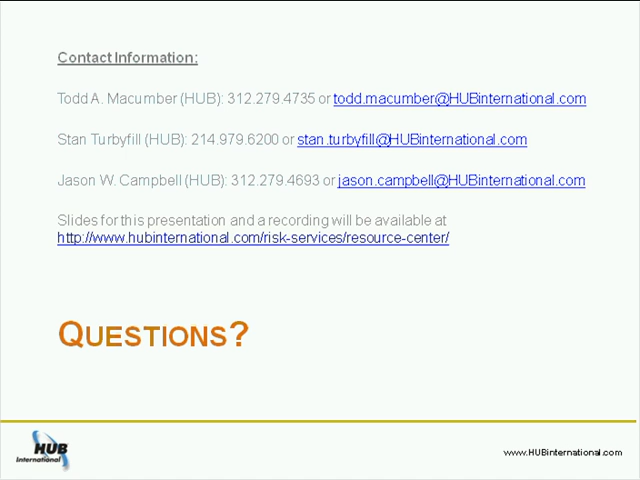 Contact Information:
Todd A. Macumber (HUB): 312.279.4735 or todd.macumber@HUBinternational.com
Stan Turbyfill (HUB): 214.979.6200 or stan.turbyfill@HUBinternational.com
Jason W. Campbell (HUB): 312.279.4693 or jason.campbell@HUBinternational.com
Slides for this presentation and a recording will be available at
http://www.hubinternational.com/risk-services/resource-center/
QUESTIONS?
HUB
International
www.HUBinternational.com